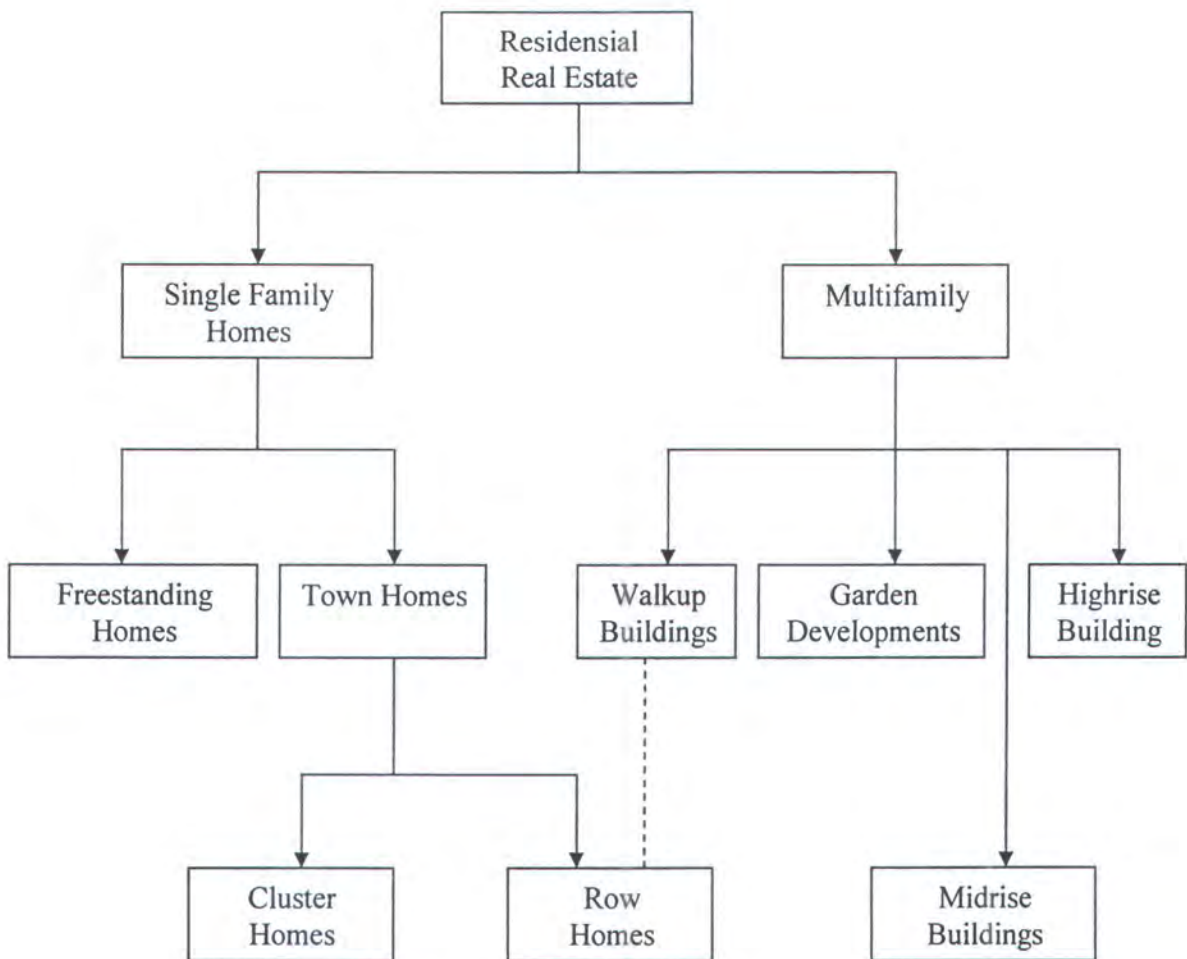 Residensial
Real Estate
Single Family
Homes
Multifamily
Freestanding
Homes
Town Homes
Walkup
Buildings
Garden
Developments
Highrise
Building
Cluster
Homes
Row
Homes
Midrise
Buildings